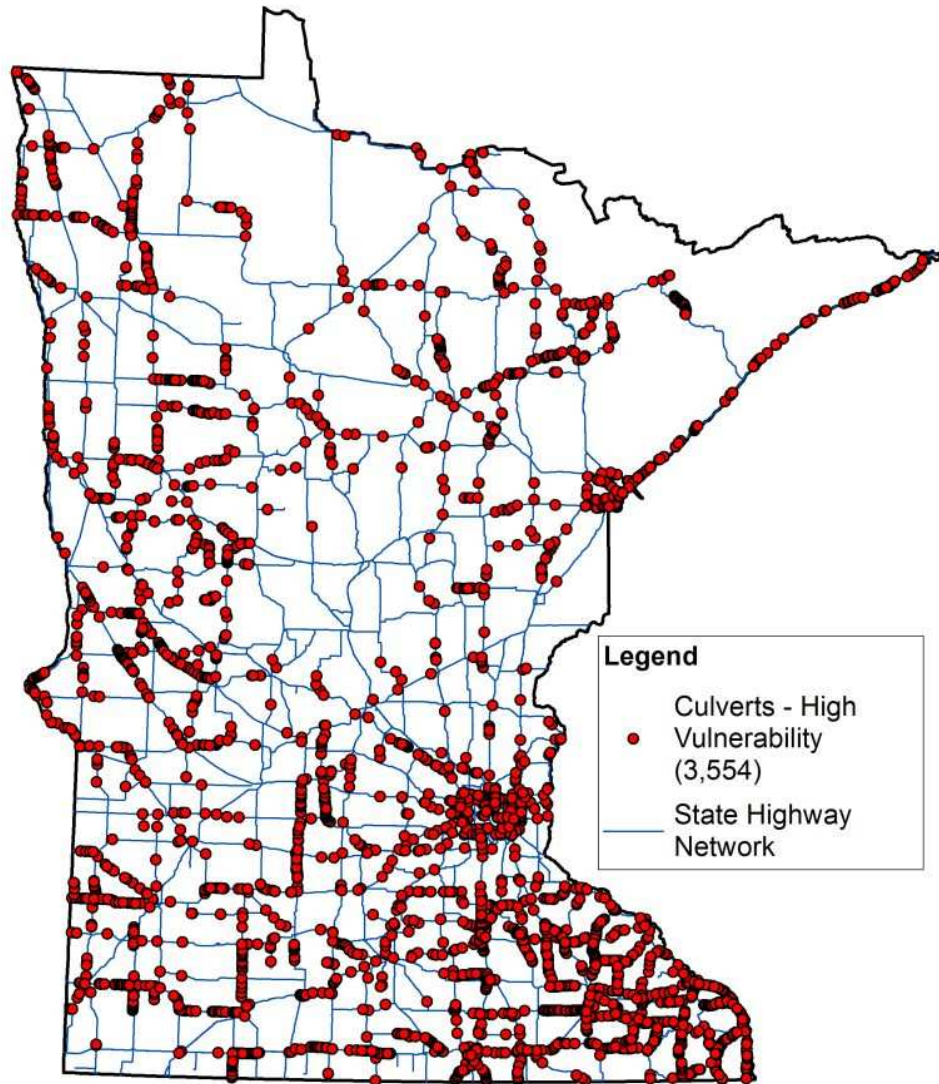 Legend
Culverts - High
Vulnerability
(3,554)
State Highway
Network